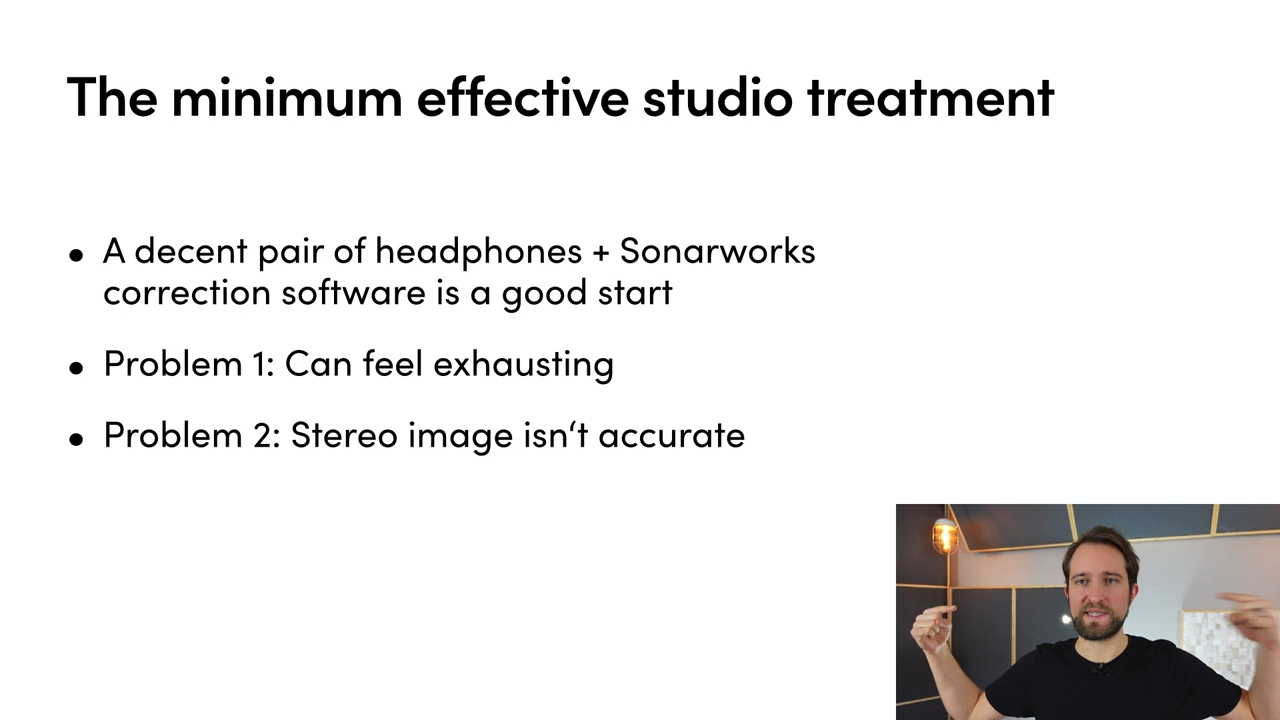 The minimum effective studio treatment
• A decent pair of headphones + Sonarworks
correction software is a good start
• Problem 1: Can feel exhausting
• Problem 2: Stereo image isn‘t accurate